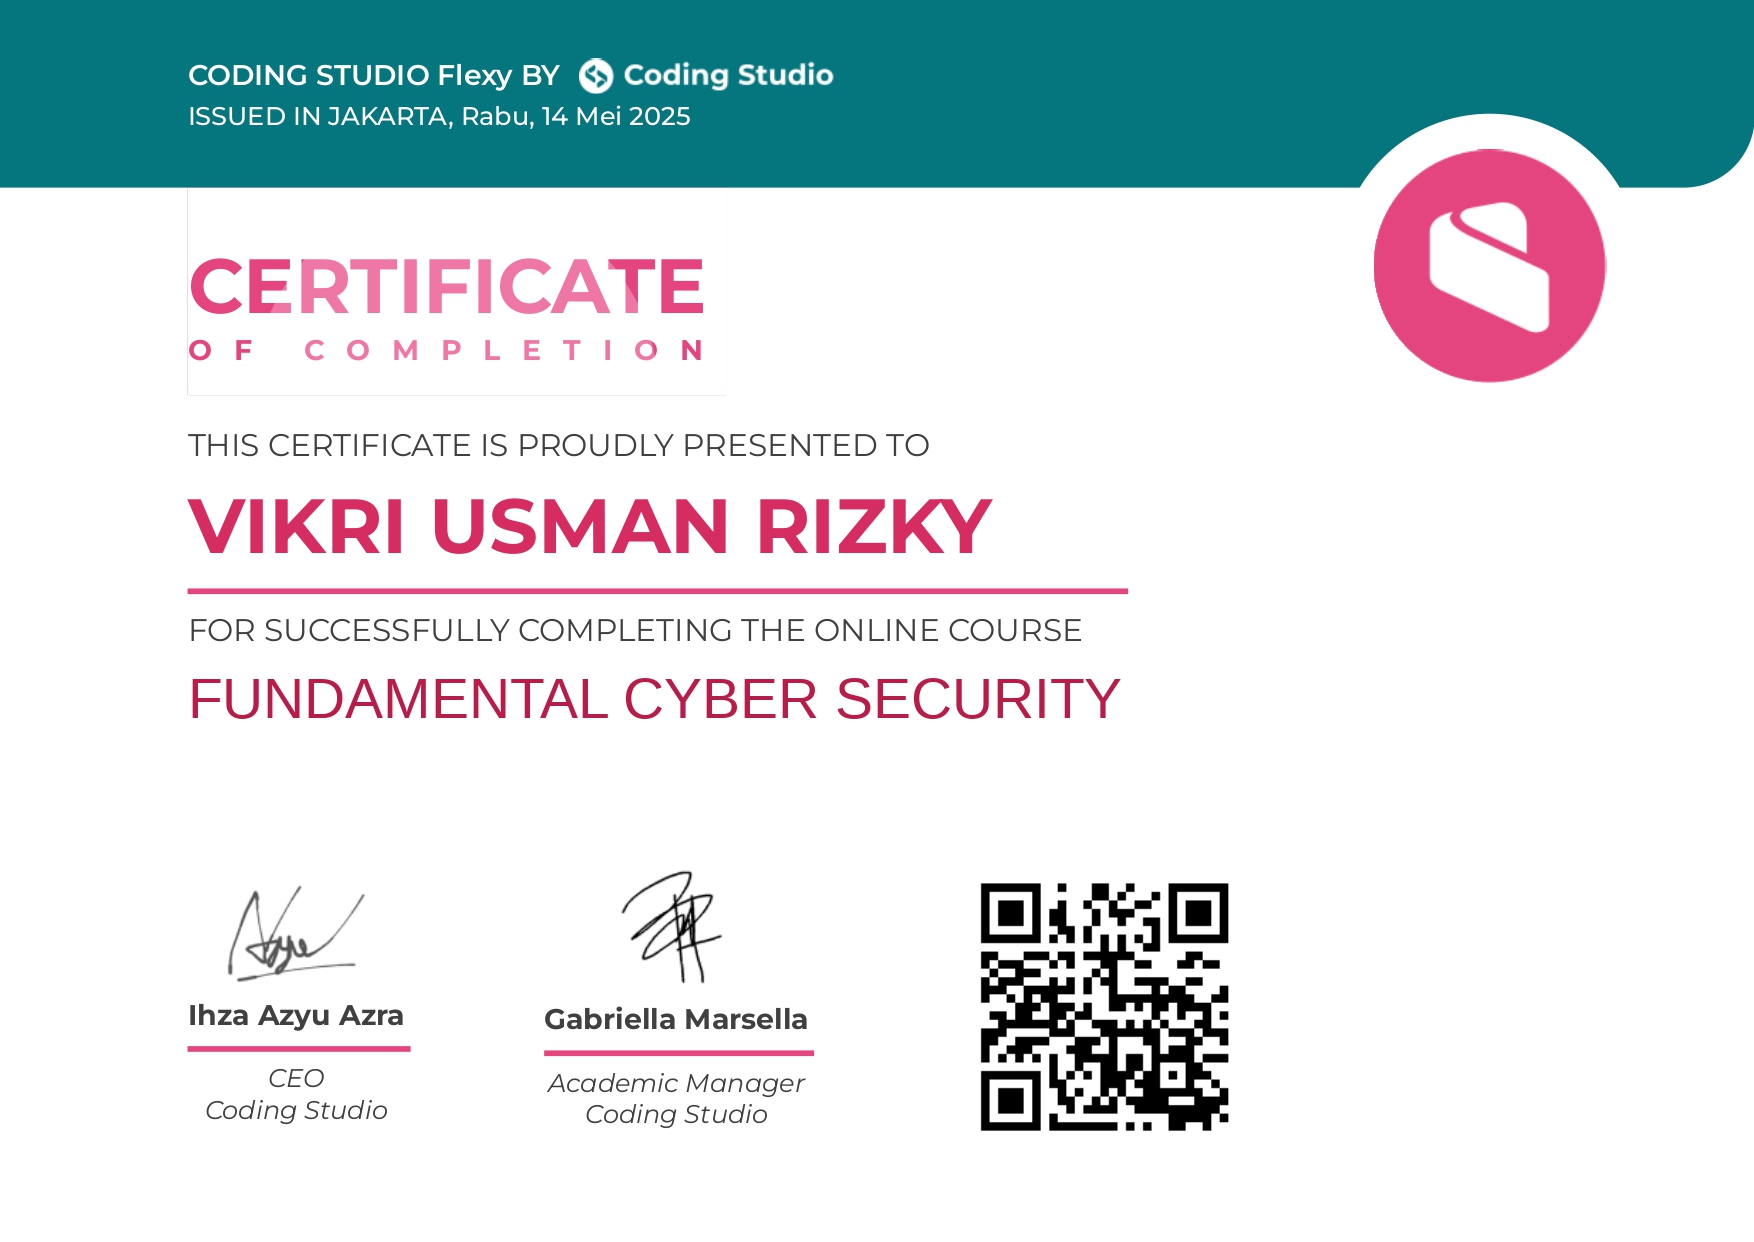 CODING STUDIO Flexy BY Coding Studio
ISSUED IN JAKARTA, Rabu, 14 Mei 2025
CERTIFICATE
OF COMPLETION
THIS CERTIFICATE IS PROUDLY PRESENTED TO
VIKRI USMAN RIZKY
FOR SUCCESSFULLY COMPLETING THE ONLINE COURSE
FUNDAMENTAL CYBER SECURITY
Ihza Azyu Azra
CEO
Coding Studio
Gabriella Marsella
Academic Manager
Coding Studio